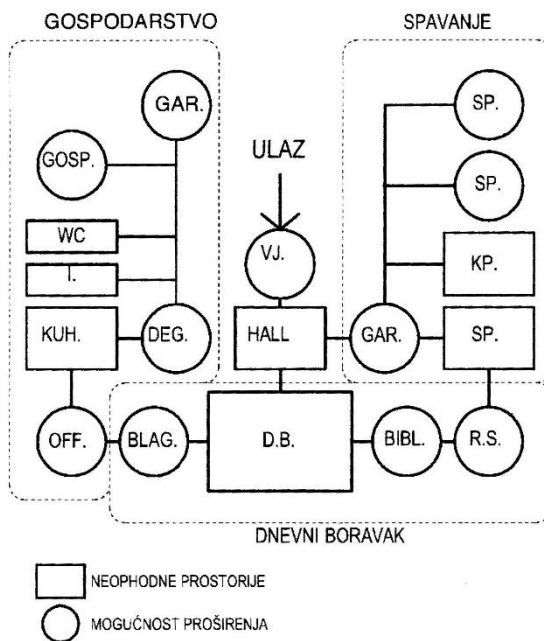 GOSPODARSTVO
SPAVANJE
GAR.
SP.
GOSP.
ULAZ
SP.
WC
VJ.
KP.
T.
KUH.
DEG.
HALL
GAR.
SP.
OFF.
BLAG.
D.B.
BIBL.
R.S.
DNEVNI BORAVAK
NEOPHODNE PROSTORIJE
MOGUĆNOST PROŠIRENJA